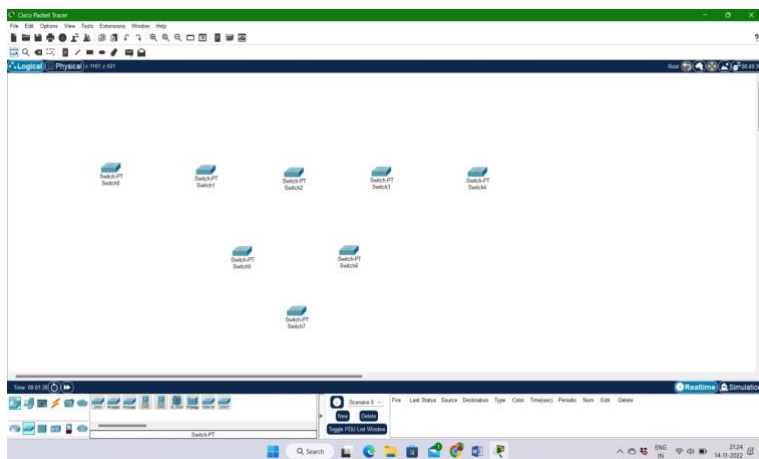 Cisco Packet Tracer
File Edit Options View Tools Extensions Window Help
Logical Physical x: 1167, y: 621
Root
Switch-PT
Switch0
Switch-PT
Switch1
Switch-PT
Switch2
Switch-PT
Switch3
Switch-PT
Switch4
Switch-PT
Switch5
Switch-PT
Switch6
Switch-PT
Switch7
Realtime Simulation
Scenario 0
Fire Last Status Source Destination Type Color Time(sec) Periodic Num Edit Delete
New Delete
Toggle PDU List Window
Switch-PT
Search
ENG
IN
21:24
14-11-2022